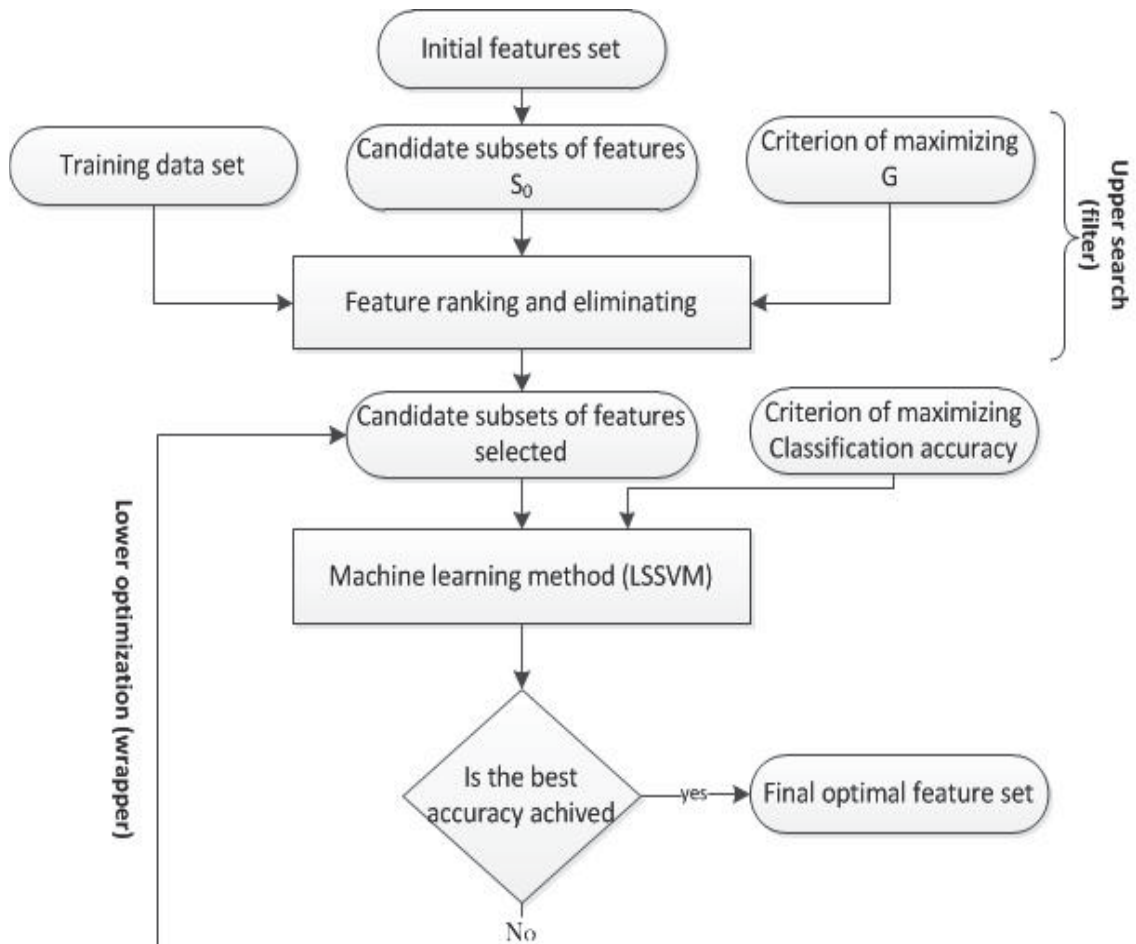 Initial features set
Training data set
Candidate subsets of features
S₀
Criterion of maximizing
G
Upper search
(filter)
Feature ranking and eliminating
Candidate subsets of features
selected
Criterion of maximizing
Classification accuracy
Lower optimization (wrappper)
Machine learning method (LSSVM)
Is the best
accuracy achived
yes
Final optimal feature set
No